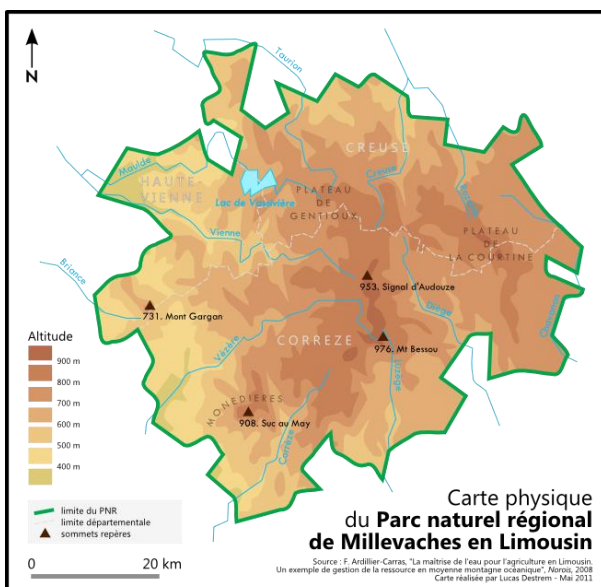 N
Taurion
CREUSE
Maulde
HAUTE-
VIENNE
Creuse
Lac de Vassivière
PLATEAU
DE
GENTIOUX
Vienne
PLATEAU
DE
LA COURTINE
Briance
953. Signal d'Audouze
Diège
Chavanon
731. Mont Gargan
Vézère
CORREZE
976. Mt Bessou
Luzège
MONEDIERES
908. Suc au May
Corrèze
Altitude
900 m
800 m
700 m
600 m
500 m
400 m
limite du PNR
limite départementale
sommets repères
0 20 km
Carte physique
du Parc naturel régional
de Millevaches en Limousin
Source : F. Ardillier-Carras, "La maîtrise de l'eau pour l'agriculture en Limousin.
Un exemple de gestion de la ressource en moyenne montagne océanique", Norois, 2008
Carte réalisée par Lucas Destrem - Mai 2011